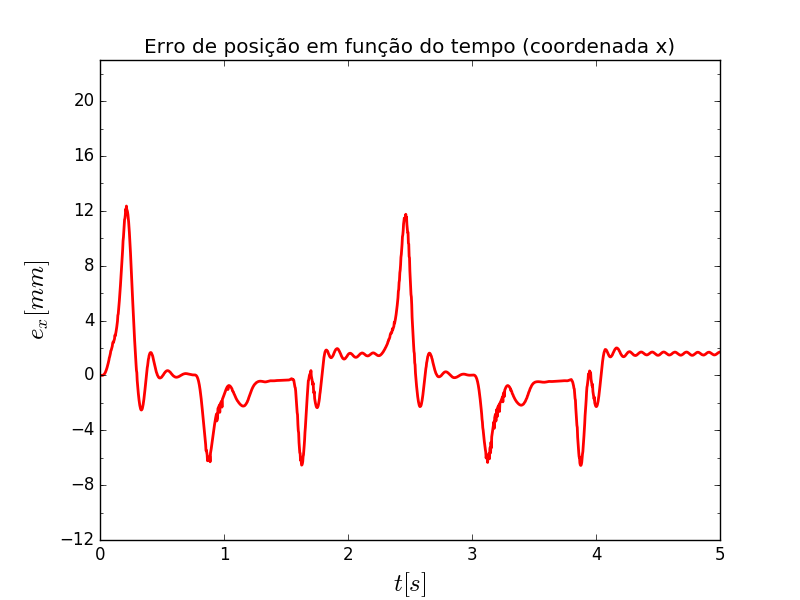 Erro de posição em função do tempo (coordenada x)
20
16
12
8
4
0
−4
−8
−12
e_x[mm]
0 1 2 3 4 5
t[s]